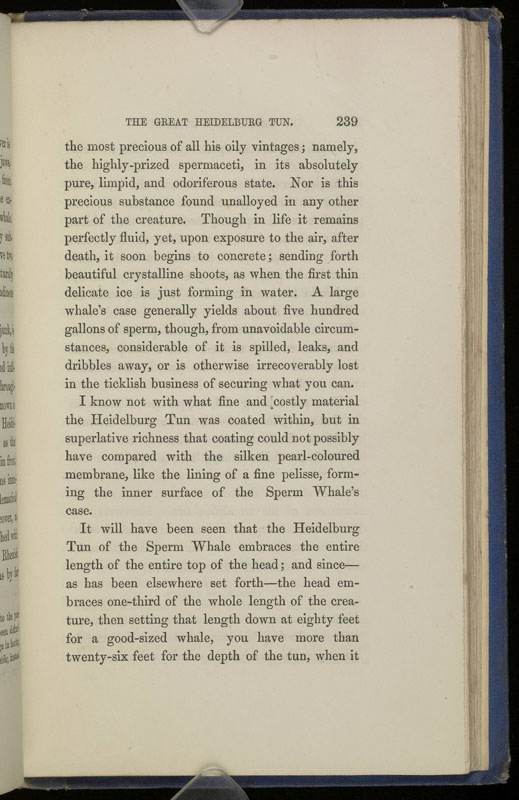 THE GREAT HEIDELBURG TUN. 239
the most precious of all his oily vintages; namely,
the highly-prized spermaceti, in its absolutely
pure, limpid, and odoriferous state. Nor is this
precious substance found unalloyed in any other
part of the creature. Though in life it remains
perfectly fluid, yet, upon exposure to the air, after
death, it soon begins to concrete; sending forth
beautiful crystalline shoots, as when the first thin
delicate ice is just forming in water. A large
whale's case generally yields about five hundred
gallons of sperm, though, from unavoidable circum-
stances, considerable of it is spilled, leaks, and
dribbles away, or is otherwise irrecoverably lost
in the ticklish business of securing what you can.
I know not with what fine and costly material
the Heidelburg Tun was coated within, but in
superlative richness that coating could not possibly
have compared with the silken pearl-coloured
membrane, like the lining of a fine pelisse, form-
ing the inner surface of the Sperm Whale's
case.
It will have been seen that the Heidelburg
Tun of the Sperm Whale embraces the entire
length of the entire top of the head; and since—
as has been elsewhere set forth—the head em-
braces one-third of the whole length of the crea-
ture, then setting that length down at eighty feet
for a good-sized whale, you have more than
twenty-six feet for the depth of the tun, when it